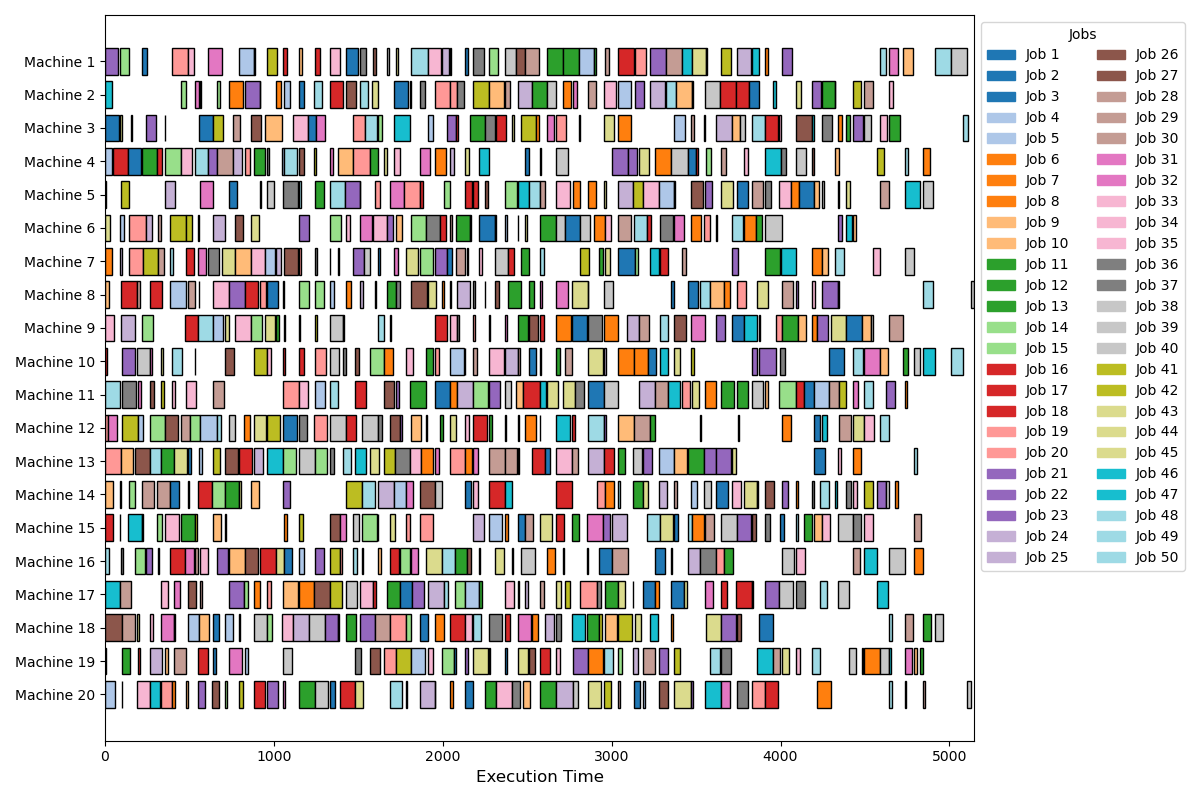 Machine 1
Machine 2
Machine 3
Machine 4
Machine 5
Machine 6
Machine 7
Machine 8
Machine 9
Machine 10
Machine 11
Machine 12
Machine 13
Machine 14
Machine 15
Machine 16
Machine 17
Machine 18
Machine 19
Machine 20
0 1000 2000 3000 4000 5000
Execution Time
Jobs
Job 1 Job 26
Job 2 Job 27
Job 3 Job 28
Job 4 Job 29
Job 5 Job 30
Job 6 Job 31
Job 7 Job 32
Job 8 Job 33
Job 9 Job 34
Job 10 Job 35
Job 11 Job 36
Job 12 Job 37
Job 13 Job 38
Job 14 Job 39
Job 15 Job 40
Job 16 Job 41
Job 17 Job 42
Job 18 Job 43
Job 19 Job 44
Job 20 Job 45
Job 21 Job 46
Job 22 Job 47
Job 23 Job 48
Job 24 Job 49
Job 25 Job 50